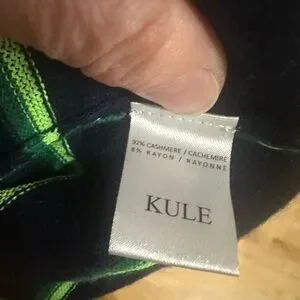 92% CASHMERE / CACHEMIRE
8% RAYON / RAYONNE
KULE